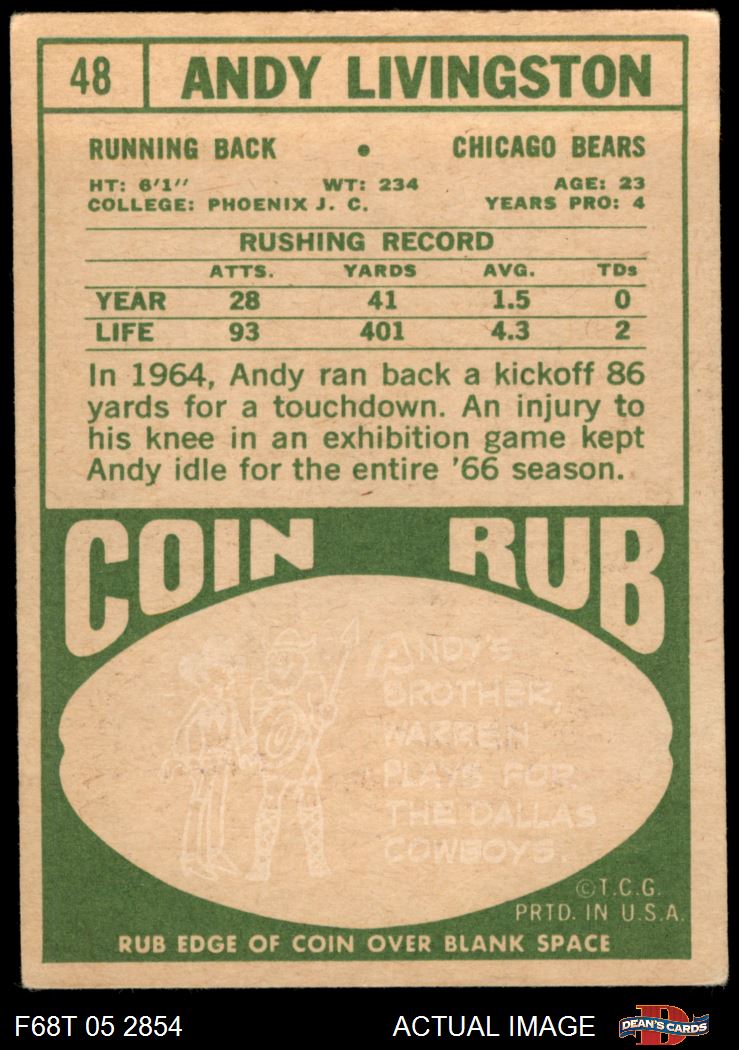 48 ANDY LIVINGSTON
RUNNING BACK • CHICAGO BEARS
HT: 6'1" WT: 234 AGE: 23
COLLEGE: PHOENIX J. C. YEARS PRO: 4
RUSHING RECORD
ATTS. YARDS AVG. TDs
YEAR 28 41 1.5 0
LIFE 93 401 4.3 2
In 1964, Andy ran back a kickoff 86
yards for a touchdown. An injury to
his knee in an exhibition game kept
Andy idle for the entire '66 season.
COIN RUB
ANDY'S
BROTHER,
WARREN
PLAYS FOR
THE DALLAS
COWBOYS.
©T.C.G.
PRTD. IN U.S.A.
RUB EDGE OF COIN OVER BLANK SPACE
F68T 05 2854 ACTUAL IMAGE D DEAN'S CARDS